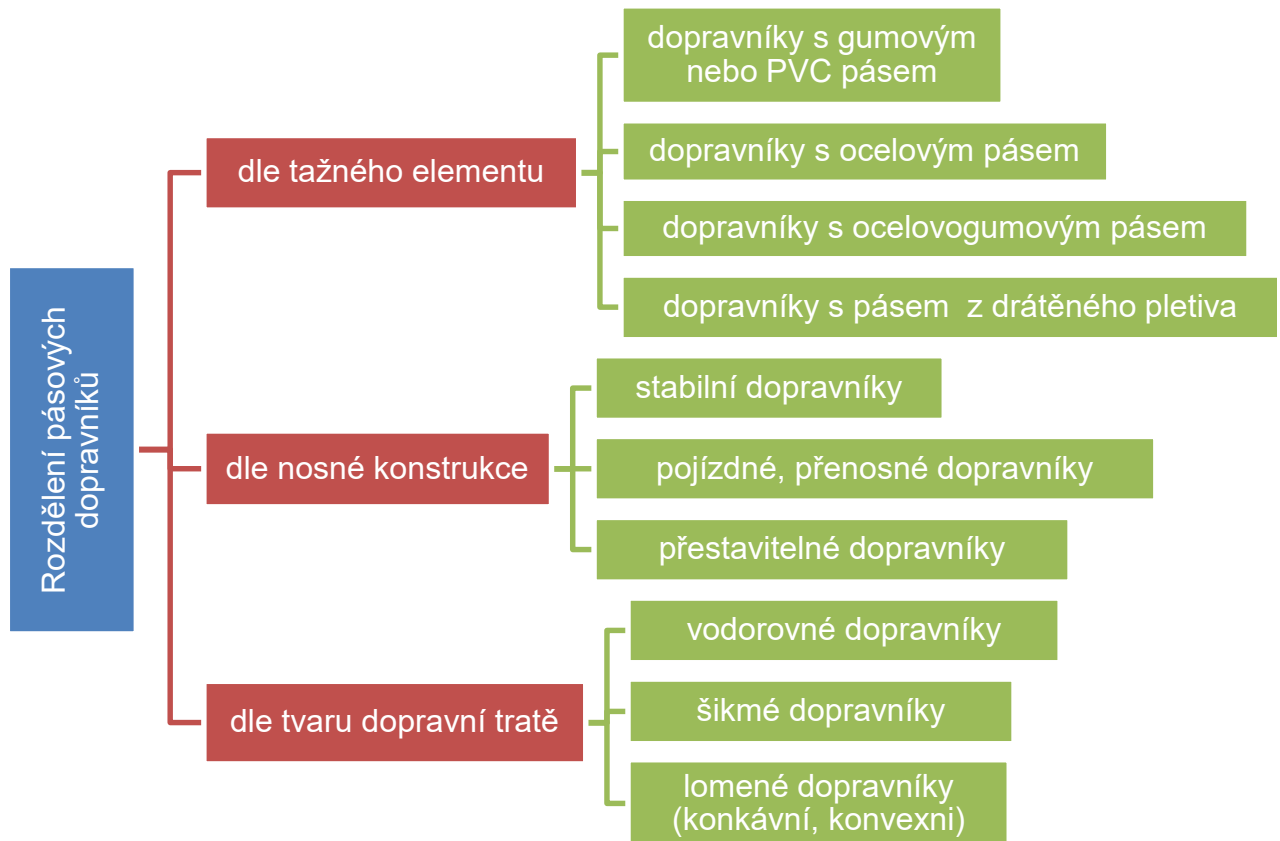 Rozdělení pásových
dopravníků
dle tažného elementu
dopravníky s gumovým
nebo PVC pásem
dopravníky s ocelovým pásem
dopravníky s ocelovogumovým pásem
dopravníky s pásem  z drátěného pletiva
dle nosné konstrukce
stabilní dopravníky
pojízdné, přenosné dopravníky
přestavitelné dopravníky
dle tvaru dopravní tratě
vodorovné dopravníky
šikmé dopravníky
lomené dopravníky
(konkávní, konvexni)